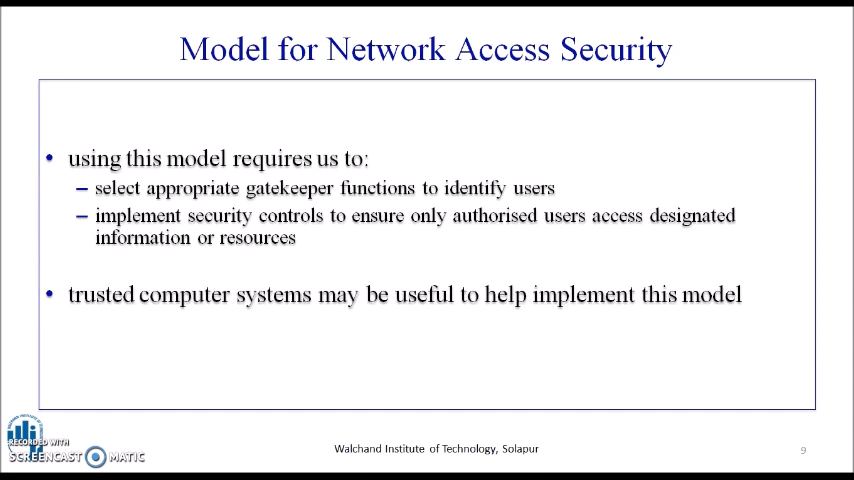 Model for Network Access Security
• using this model requires us to:
– select appropriate gatekeeper functions to identify users
– implement security controls to ensure only authorised users access designated
information or resources
• trusted computer systems may be useful to help implement this model
RECORDED WITH
SCREENCAST MATIC
Walchand Institute of Technology, Solapur
9